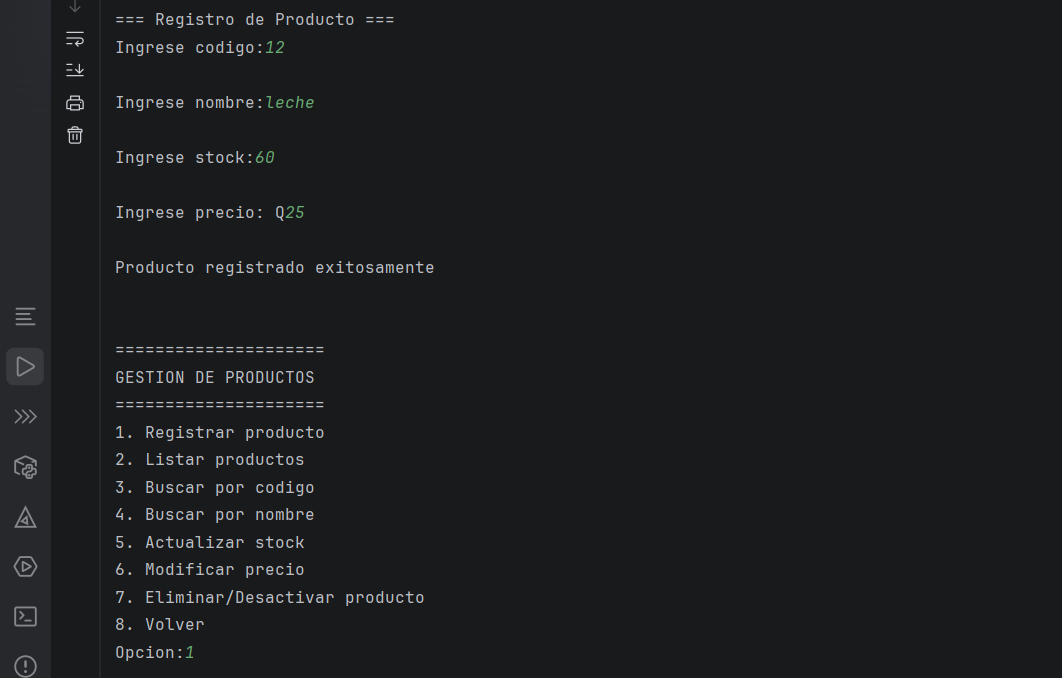 === Registro de Producto ===
Ingrese codigo:12
Ingrese nombre:leche
Ingrese stock:60
Ingrese precio: Q25
Producto registrado exitosamente
=====================
GESTION DE PRODUCTOS
=====================
1. Registrar producto
2. Listar productos
3. Buscar por codigo
4. Buscar por nombre
5. Actualizar stock
6. Modificar precio
7. Eliminar/Desactivar producto
8. Volver
Opcion:1